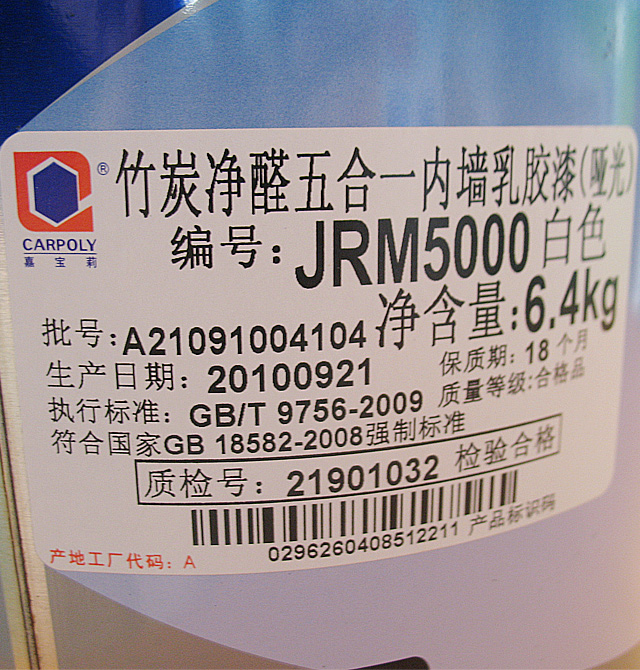 竹炭净醛五合一内墙乳胶漆(哑光)
®
CARPOLY
嘉宝莉
编号：JRM5000 白色
净含量:6.4kg
批号:A21091004104
生产日期：20100921
保质期：18个月
执行标准：GB/T 9756-2009
质量等级:合格品
符合国家GB 18582-2008强制标准
质检号：21901032 检验合格
0296260408512211 产品标识码
产地工厂代码：A